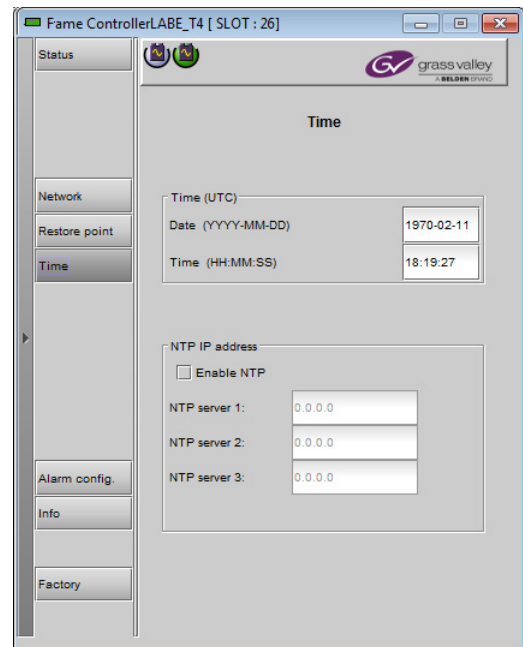 Fame ControllerLABE_T4 [ SLOT : 26]
Status
grass valley
A BELDEN BRAND
Time
Network
Restore point
Time
Time (UTC)
Date (YYYY-MM-DD) 1970-02-11
Time (HH:MM:SS) 18:19:27
NTP IP address
Enable NTP
NTP server 1: 0.0.0.0
NTP server 2: 0.0.0.0
NTP server 3: 0.0.0.0
Alarm config.
Info
Factory